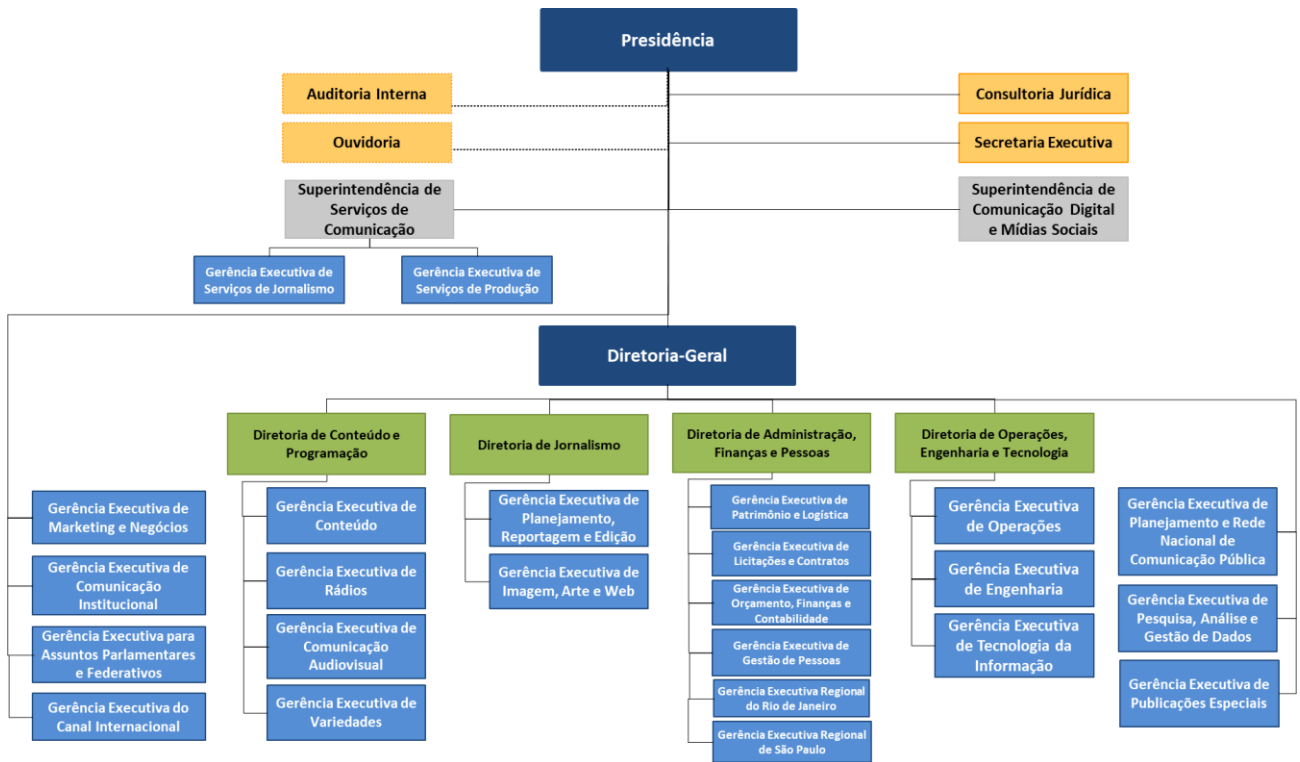 Presidência
Auditoria Interna
Consultoria Jurídica
Ouvidoria
Secretaria Executiva
Superintendência de
Serviços de
Comunicação
Superintendência de
Comunicação Digital
e Mídias Sociais
Gerência Executiva de
Serviços de Jornalismo
Gerência Executiva de
Serviços de Produção
Diretoria-Geral
Diretoria de Conteúdo e
Programação
Diretoria de Jornalismo
Diretoria de Administração,
Finanças e Pessoas
Diretoria de Operações,
Engenharia e Tecnologia
Gerência Executiva de
Marketing e Negócios
Gerência Executiva de
Comunicação
Institucional
Gerência Executiva para
Assuntos Parlamentares
e Federativos
Gerência Executiva do
Canal Internacional
Gerência Executiva de
Conteúdo
Gerência Executiva de
Rádios
Gerência Executiva de
Comunicação
Audiovisual
Gerência Executiva de
Variedades
Gerência Executiva de
Planejamento,
Reportagem e Edição
Gerência Executiva de
Imagem, Arte e Web
Gerência Executiva de
Patrimônio e Logística
Gerência Executiva de
Licitações e Contratos
Gerência Executiva de
Orçamento, Finanças e
Contabilidade
Gerência Executiva de
Gestão de Pessoas
Gerência Executiva Regional
do Rio de Janeiro
Gerência Executiva Regional
de São Paulo
Gerência Executiva
de Operações
Gerência Executiva
de Engenharia
Gerência Executiva
de Tecnologia da
Informação
Gerência Executiva de
Planejamento e Rede
Nacional de
Comunicação Pública
Gerência Executiva de
Pesquisa, Análise e
Gestão de Dados
Gerência Executiva de
Publicações Especiais